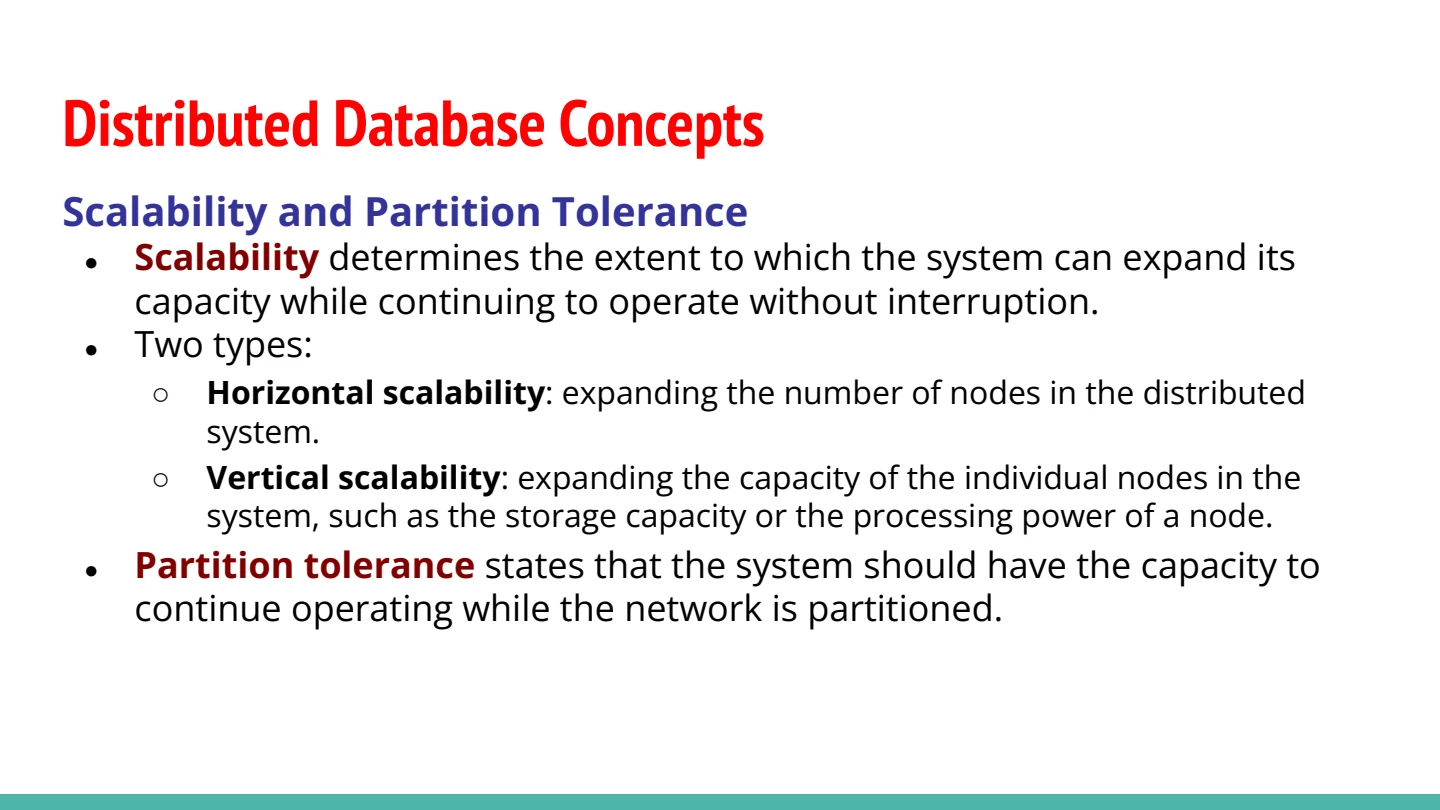 Distributed Database Concepts
Scalability and Partition Tolerance
● Scalability determines the extent to which the system can expand its
capacity while continuing to operate without interruption.
● Two types:
○ Horizontal scalability: expanding the number of nodes in the distributed
system.
○ Vertical scalability: expanding the capacity of the individual nodes in the
system, such as the storage capacity or the processing power of a node.
● Partition tolerance states that the system should have the capacity to
continue operating while the network is partitioned.